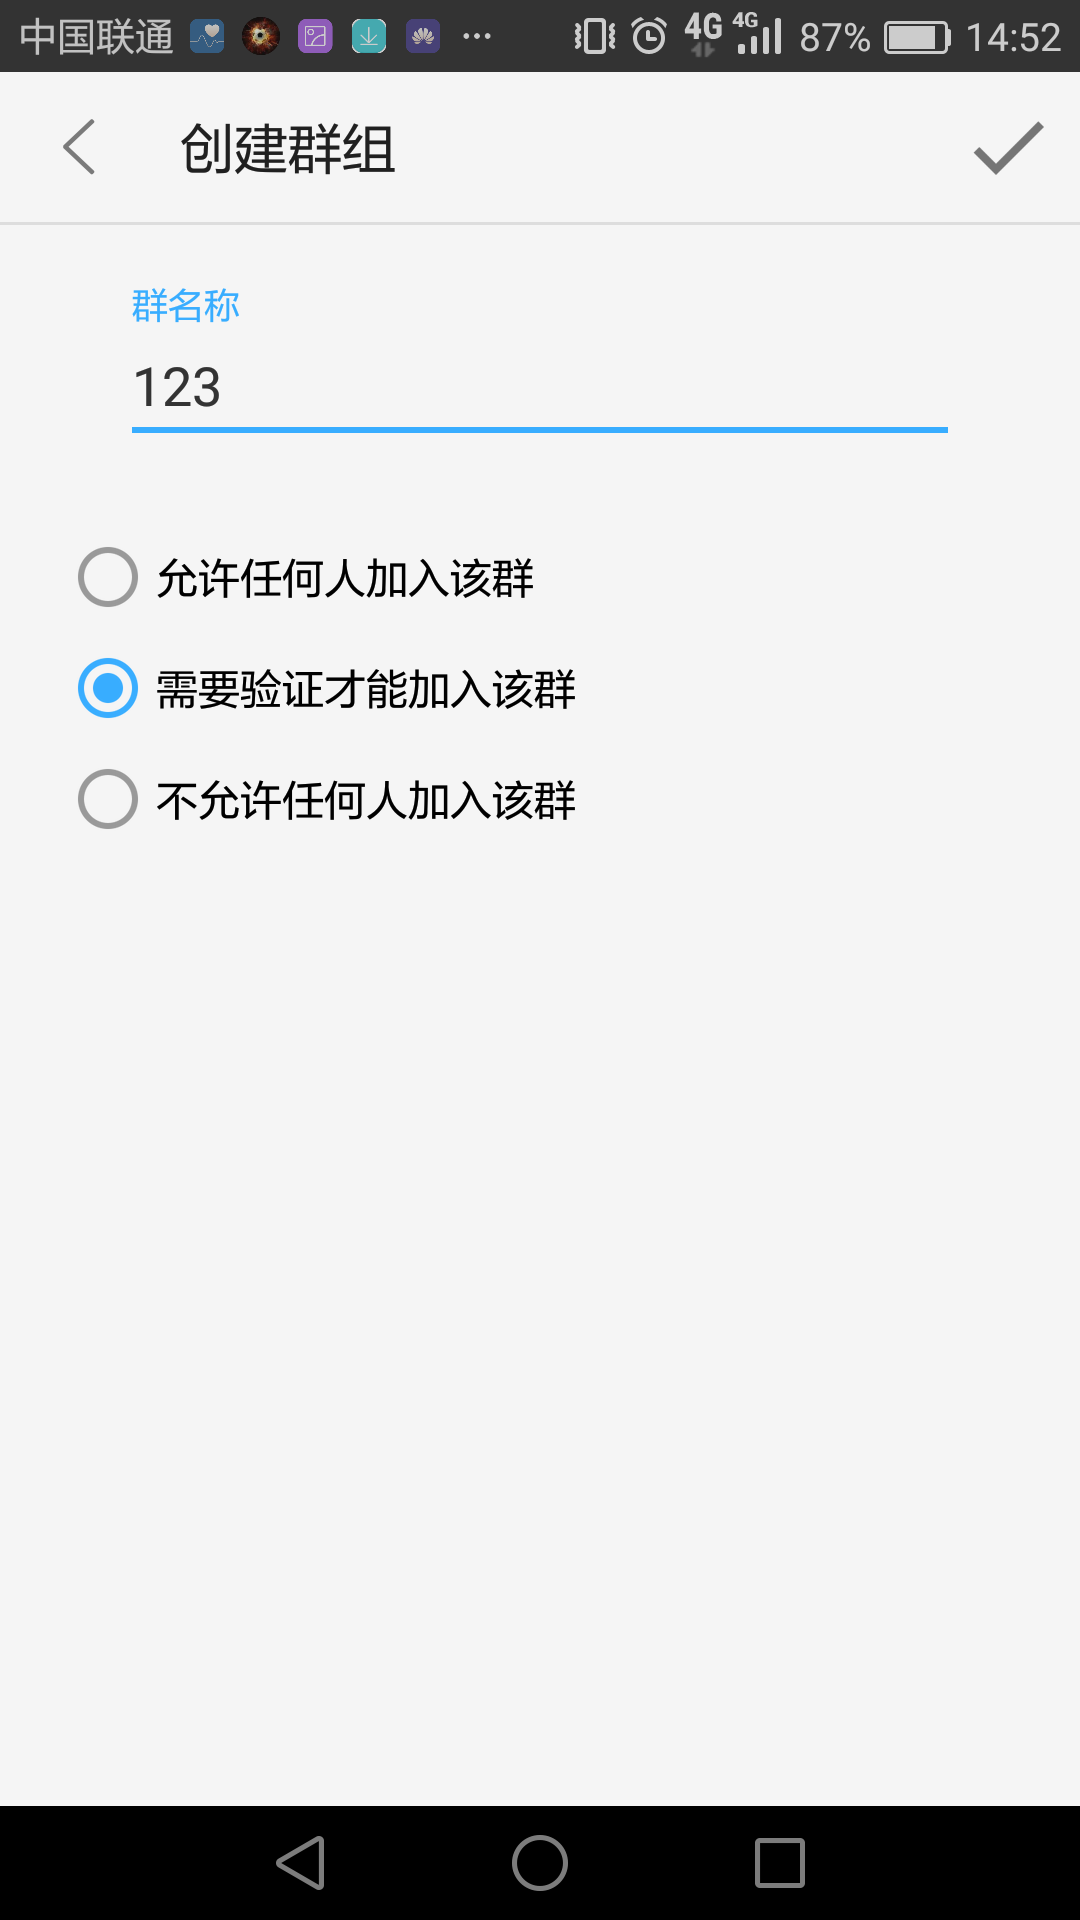 中国联通 4G 4G 87% 14:52
创建群组
群名称
123
允许任何人加入该群
需要验证才能加入该群
不允许任何人加入该群